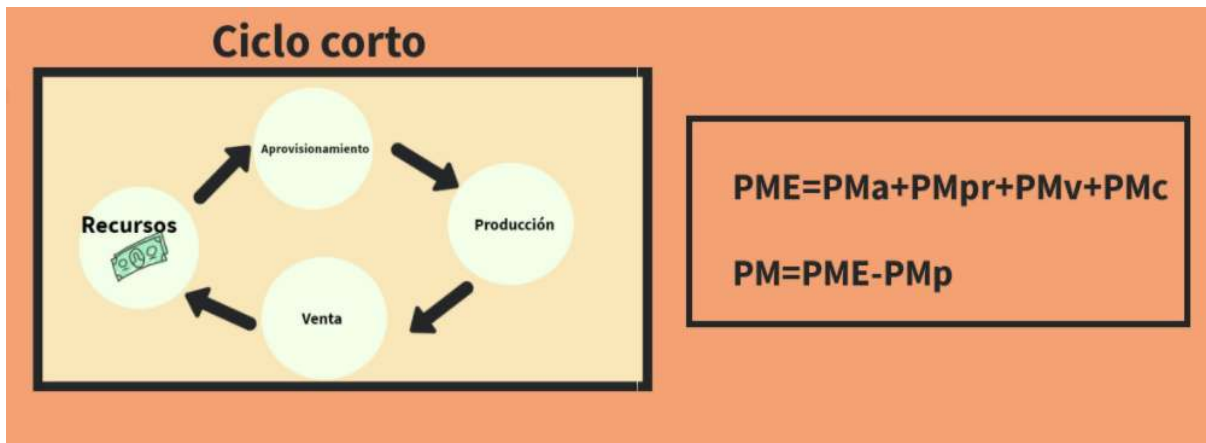 Ciclo corto
Aprovisionamiento
Recursos
Producción
Venta
PME=PMa+PMpr+PMv+PMc
PM=PME-PMp